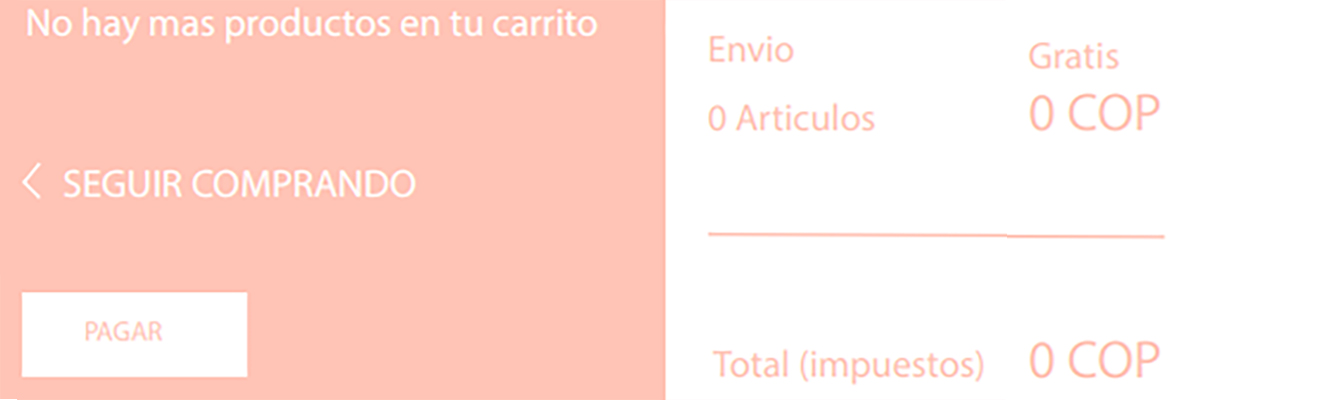 No hay mas productos en tu carrito
< SEGUIR COMPRANDO
PAGAR
Envio Gratis
0 Articulos 0 COP
Total (impuestos) 0 COP